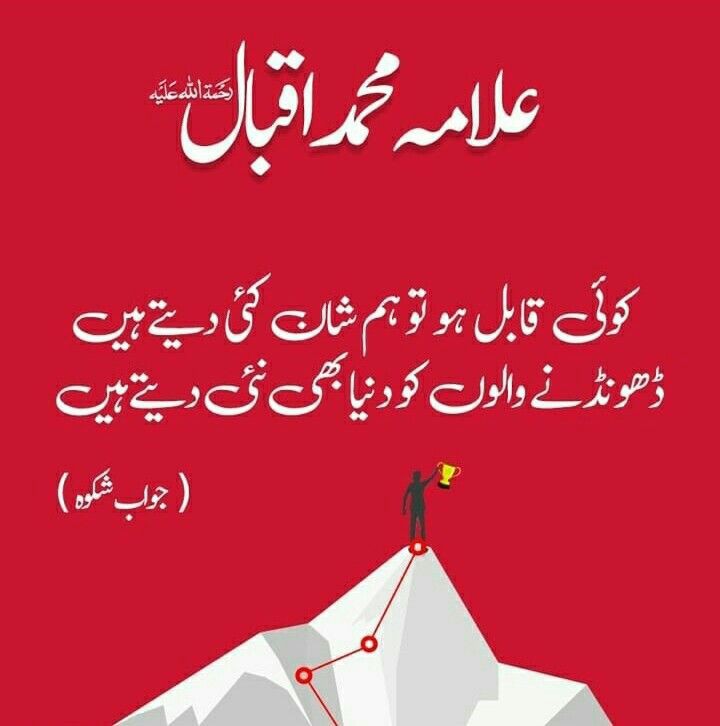 علامہ محمد اقبال رحمۃ اللہ علیہ
کوئی قابل ہو تو ہم شان کئی دیتے ہیں
ڈھونڈنے والوں کو دنیا بھی نئی دیتے ہیں
( جواب شکوہ )